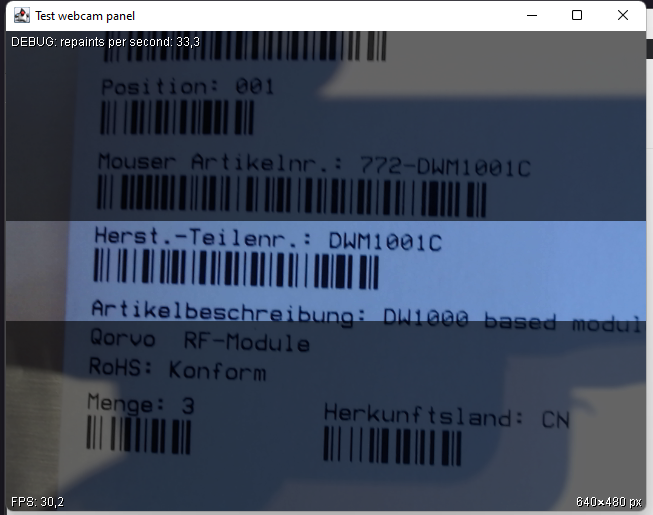 Test webcam panel
DEBUG: repaints per second: 33,3
Position: 001
Mouser Artikelnr.: 772-DWM1001C
Herst.-Teilenr.: DWM1001C
Artikelbeschreibung: DW1000 based modul
Qorvo RF-Module
RoHS: Konform
Menge: 3
Herkunftsland: CN
FPS: 30,2
640×480 px